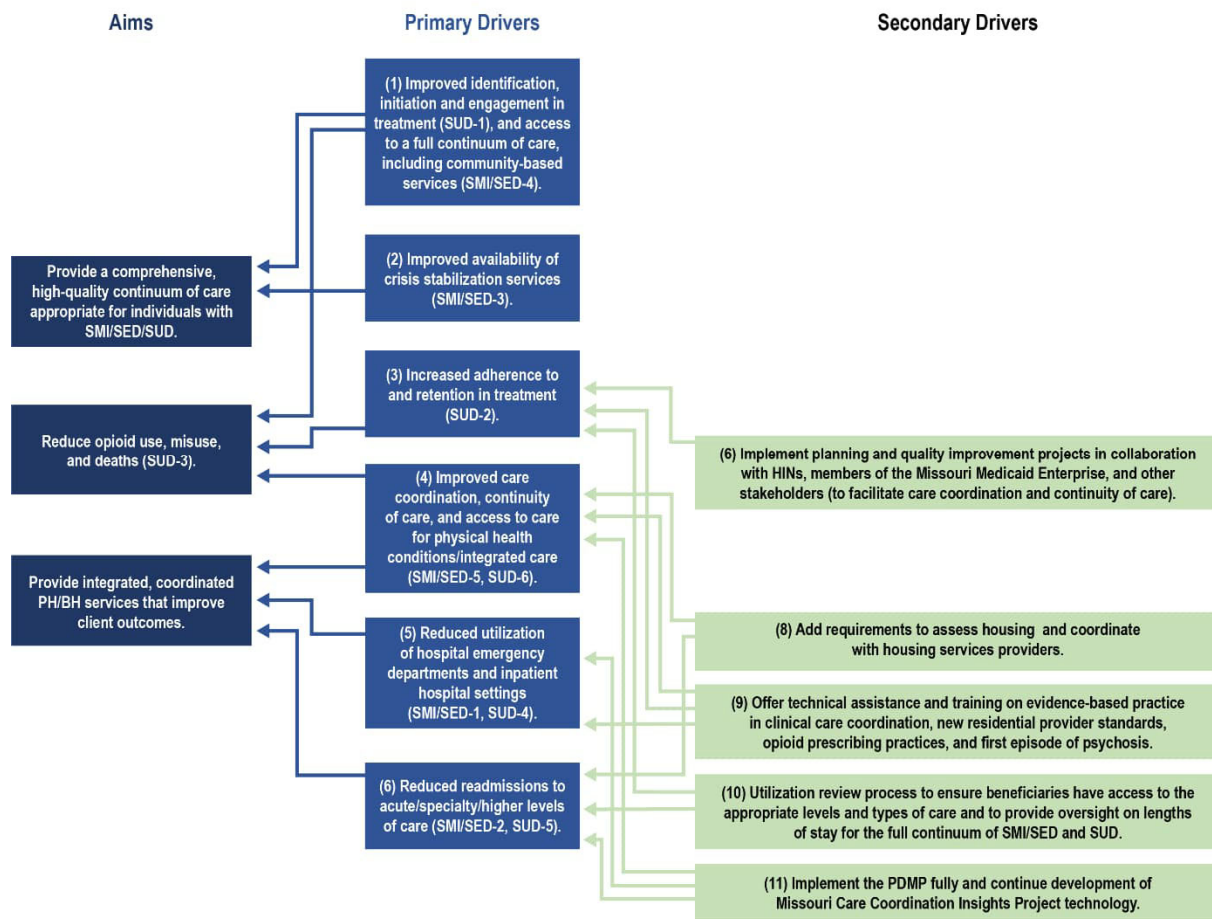 Aims
Primary Drivers
Secondary Drivers
Provide a comprehensive,
high-quality continuum of care
appropriate for individuals with
SMI/SED/SUD.
Reduce opioid use, misuse,
and deaths (SUD-3).
Provide integrated, coordinated
PH/BH services that improve
client outcomes.
(1) Improved identification,
initiation and engagement in
treatment (SUD-1), and access
to a full continuum of care,
including community-based
services (SMI/SED-4).
(2) Improved availability of
crisis stabilization services
(SMI/SED-3).
(3) Increased adherence to
and retention in treatment
(SUD-2).
(4) Improved care
coordination, continuity
of care, and access to care
for physical health
conditions/integrated care
(SMI/SED-5, SUD-6).
(5) Reduced utilization
of hospital emergency
departments and inpatient
hospital settings
(SMI/SED-1, SUD-4).
(6) Reduced readmissions to
acute/specialty/higher levels
of care (SMI/SED-2, SUD-5).
(6) Implement planning and quality improvement projects in collaboration
with HINs, members of the Missouri Medicaid Enterprise, and other
stakeholders (to facilitate care coordination and continuity of care).
(8) Add requirements to assess housing and coordinate
with housing services providers.
(9) Offer technical assistance and training on evidence-based practice
in clinical care coordination, new residential provider standards,
opioid prescribing practices, and first episode of psychosis.
(10) Utilization review process to ensure beneficiaries have access to the
appropriate levels and types of care and to provide oversight on lengths
of stay for the full continuum of SMI/SED and SUD.
(11) Implement the PDMP fully and continue development of
Missouri Care Coordination Insights Project technology.